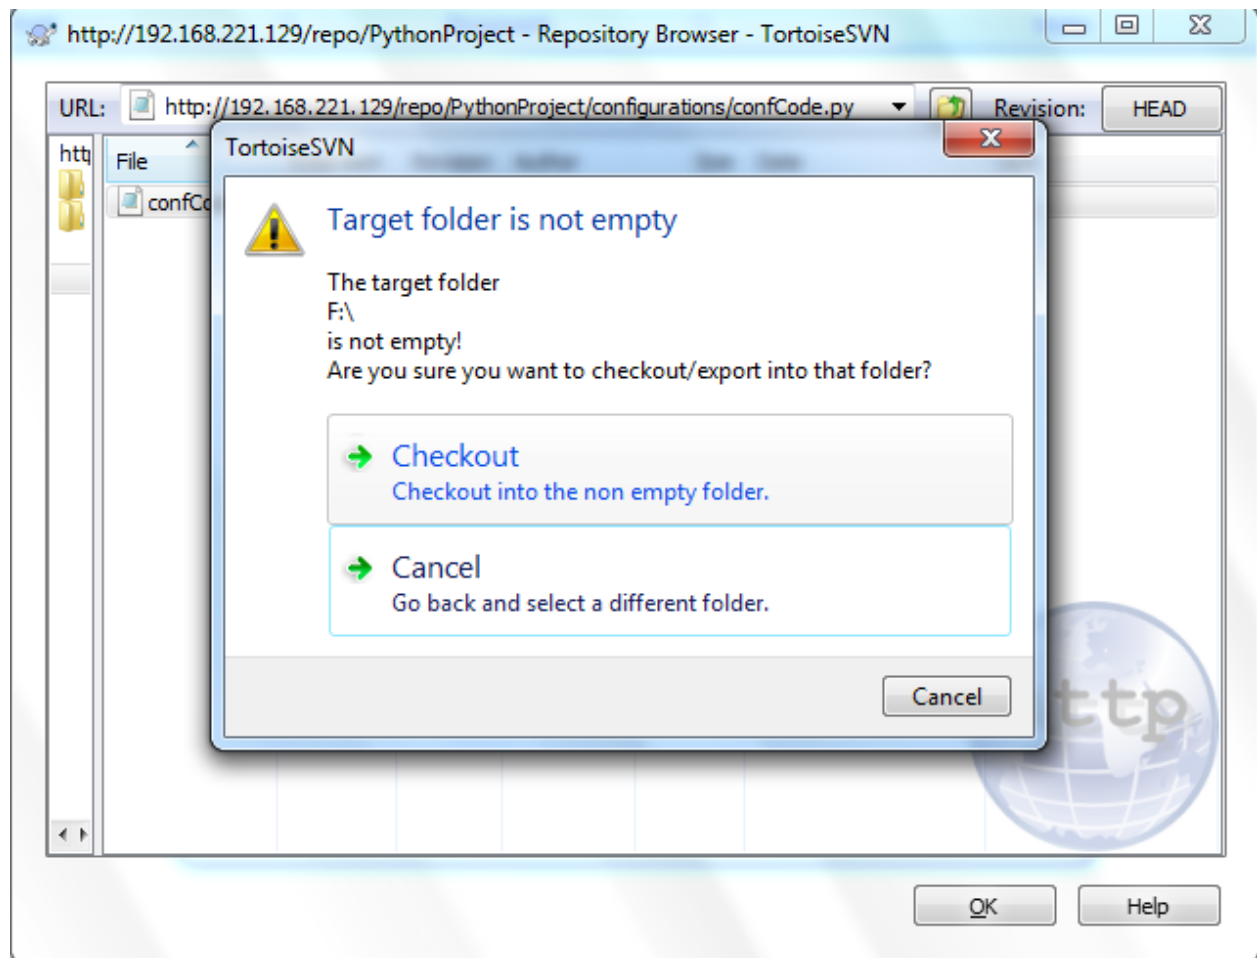 http://192.168.221.129/repo/PythonProject - Repository Browser - TortoiseSVN
URL: http://192.168.221.129/repo/PythonProject/configurations/confCode.py Revision: HEAD
TortoiseSVN
htt
File
confCo
Target folder is not empty
The target folder
F:\
is not empty!
Are you sure you want to checkout/export into that folder?
Checkout
Checkout into the non empty folder.
Cancel
Go back and select a different folder.
Cancel
ttp
OK Help